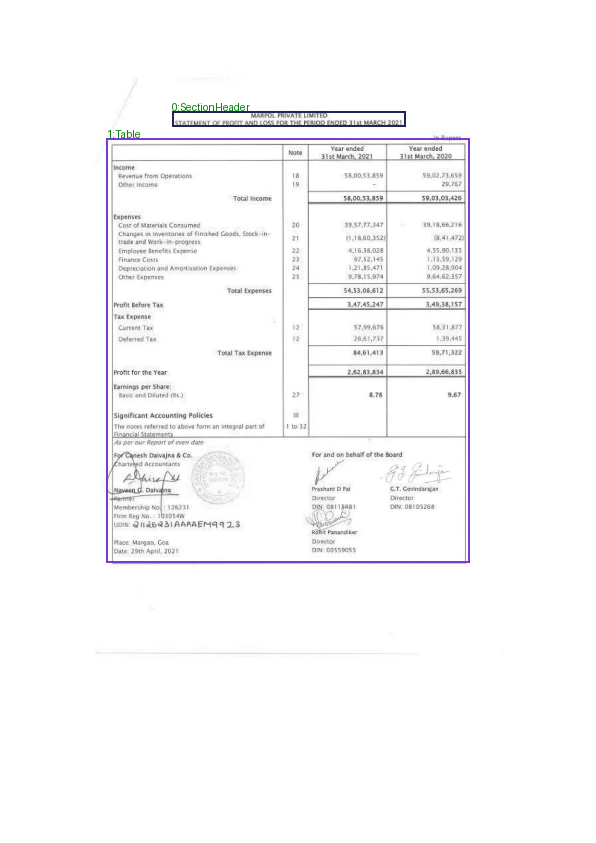 0:SectionHeader
MARPOL PRIVATE LIMITED
STATEMENT OF PROFIT AND LOSS FOR THE PERIOD ENDED 31st MARCH 2021
1:Table
in Rupees
Note Year ended 31st March, 2021 Year ended 31st March, 2020
Income
Revenue from Operations 18 58,00,53,859 59,02,73,659
Other Income 19 - 29,767
Total Income 58,00,53,859 59,03,03,426
Expenses
Cost of Materials Consumed 20 39,57,77,347 39,18,66,216
Changes in Inventories of Finished Goods, Stock-in-
trade and Work-in-progress 21 (1,18,60,352) (8,41,472)
Employee Benefits Expense 22 4,16,38,028 4,55,90,135
Finance Costs 23 97,52,145 1,13,59,129
Depreciation and Amortisation Expenses 24 1,21,85,471 1,09,28,904
Other Expenses 25 9,78,15,974 9,64,62,357
Total Expenses 54,53,08,612 55,53,65,269
Profit Before Tax 3,47,45,247 3,49,38,157
Tax Expense
Current Tax 12 57,99,676 58,31,877
Deferred Tax 12 26,61,737 1,39,445
Total Tax Expense 84,61,413 59,71,322
Profit for the Year 2,62,83,834 2,89,66,835
Earnings per Share:
Basic and Diluted (Rs.) 27 8.78 9.67
Significant Accounting Policies
The notes referred to above form an integral part of 1 to 32
Financial Statements
As per our Report of even date
For Ganesh Daivajna & Co. For and on behalf of the Board
Chartered Accountants
Naveen G. Daivajna Prashant D Pai G.T. Govindarajan
Partner Director Director
Membership No.: 126231 DIN: 08115481 DIN: 08105268
Firm Reg No.: 103054W
UDIN: 21126231AAAAEM9923
Rohit Panandiker
Place: Margao, Goa Director
Date: 29th April, 2021 DIN: 00559055